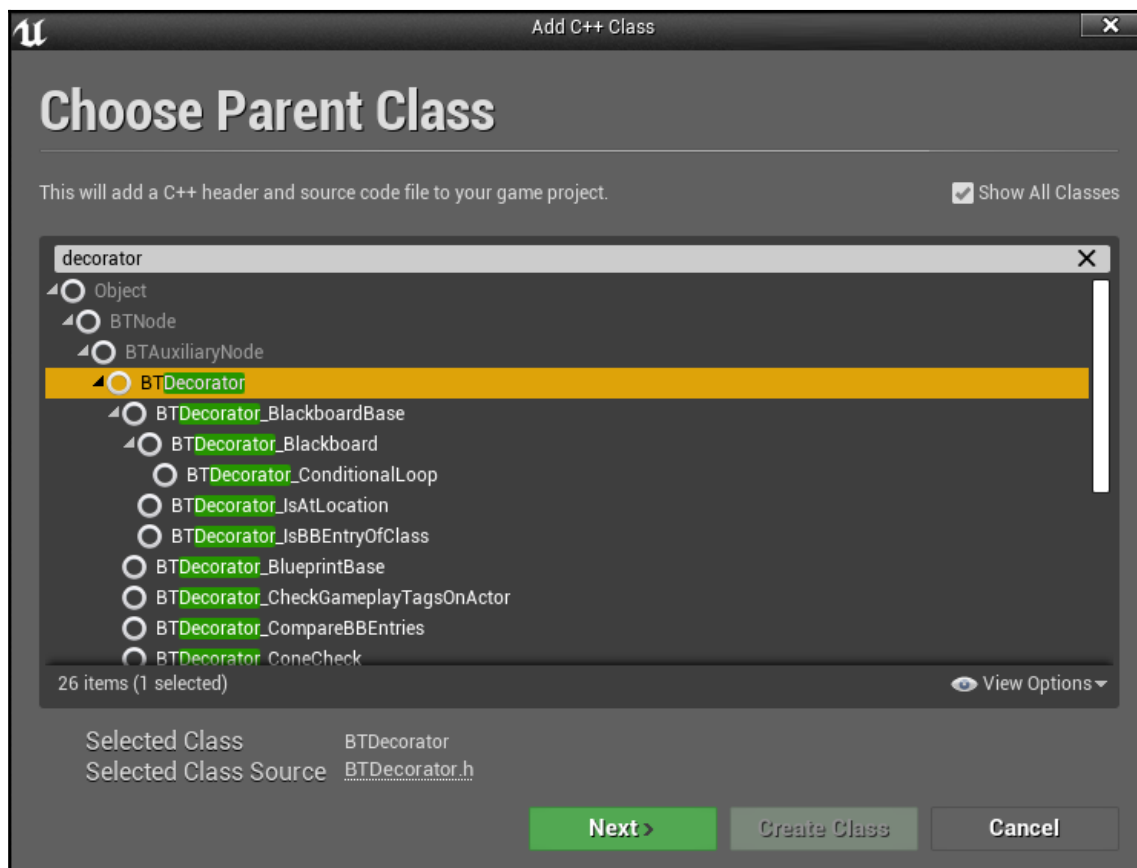 Add C++ Class
Choose Parent Class
This will add a C++ header and source code file to your game project.
Show All Classes
decorator
Object
BTNode
BTAuxiliaryNode
BTDecorator
BTDecorator_BlackboardBase
BTDecorator_Blackboard
BTDecorator_ConditionalLoop
BTDecorator_IsAtLocation
BTDecorator_IsBBEntryOfClass
BTDecorator_BlueprintBase
BTDecorator_CheckGameplayTagsOnActor
BTDecorator_CompareBBEntries
BTDecorator_ConeCheck
26 items (1 selected)
View Options
Selected Class BTDecorator
Selected Class Source BTDecorator.h
Next >
Create Class
Cancel